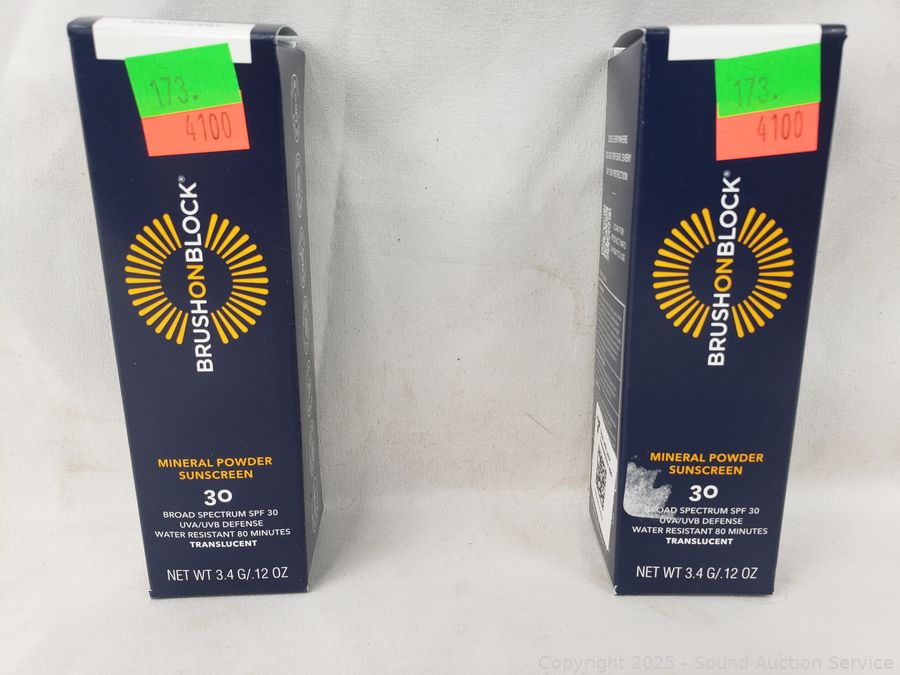 173.
4100
BRUSHONBLOCK®
MINERAL POWDER
SUNSCREEN
30
BROAD SPECTRUM SPF 30
UVA/UVB DEFENSE
WATER RESISTANT 80 MINUTES
TRANSLUCENT
NET WT 3.4 G/.12 OZ
173.
4100
BRUSHONBLOCK®
MINERAL POWDER
SUNSCREEN
30
BROAD SPECTRUM SPF 30
UVA/UVB DEFENSE
WATER RESISTANT 80 MINUTES
TRANSLUCENT
NET WT 3.4 G/.12 OZ
Copyright 2025 - Sound Auction Service